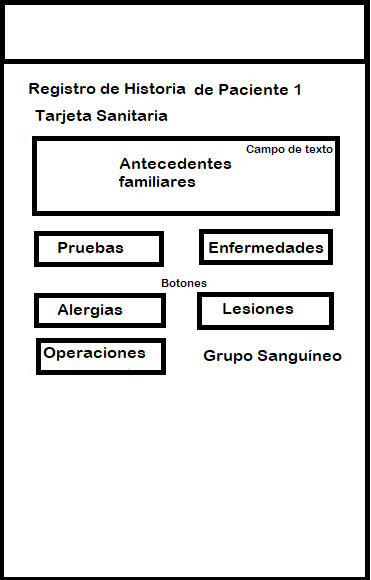 Registro de Historia de Paciente 1
Tarjeta Sanitaria
Campo de texto
Antecedentes
familiares
Pruebas
Enfermedades
Botones
Alergias
Lesiones
Operaciones
Grupo Sanguíneo